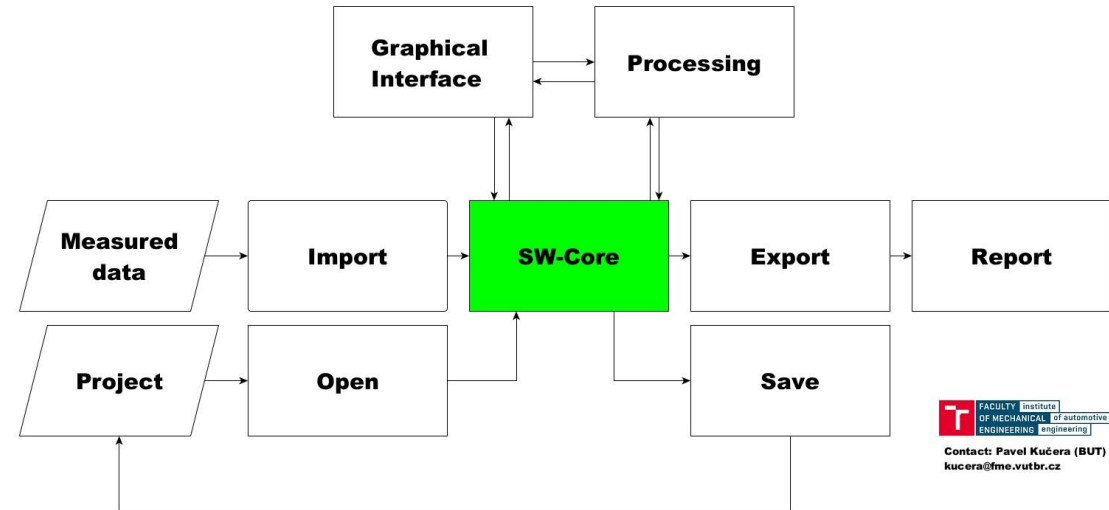 Graphical
Interface
Processing
Measured
data
Import
SW-Core
Export
Report
Project
Open
Save
FACULTY institute
OF MECHANICAL of automotive
ENGINEERING engineering
Contact: Pavel Kučera (BUT)
kucera@fme.vutbr.cz